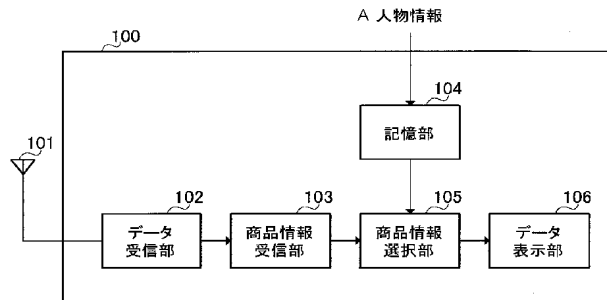 A 人物情報
100
104
記憶部
101
102
データ
受信部
103
商品情報
受信部
105
商品情報
選択部
106
データ
表示部